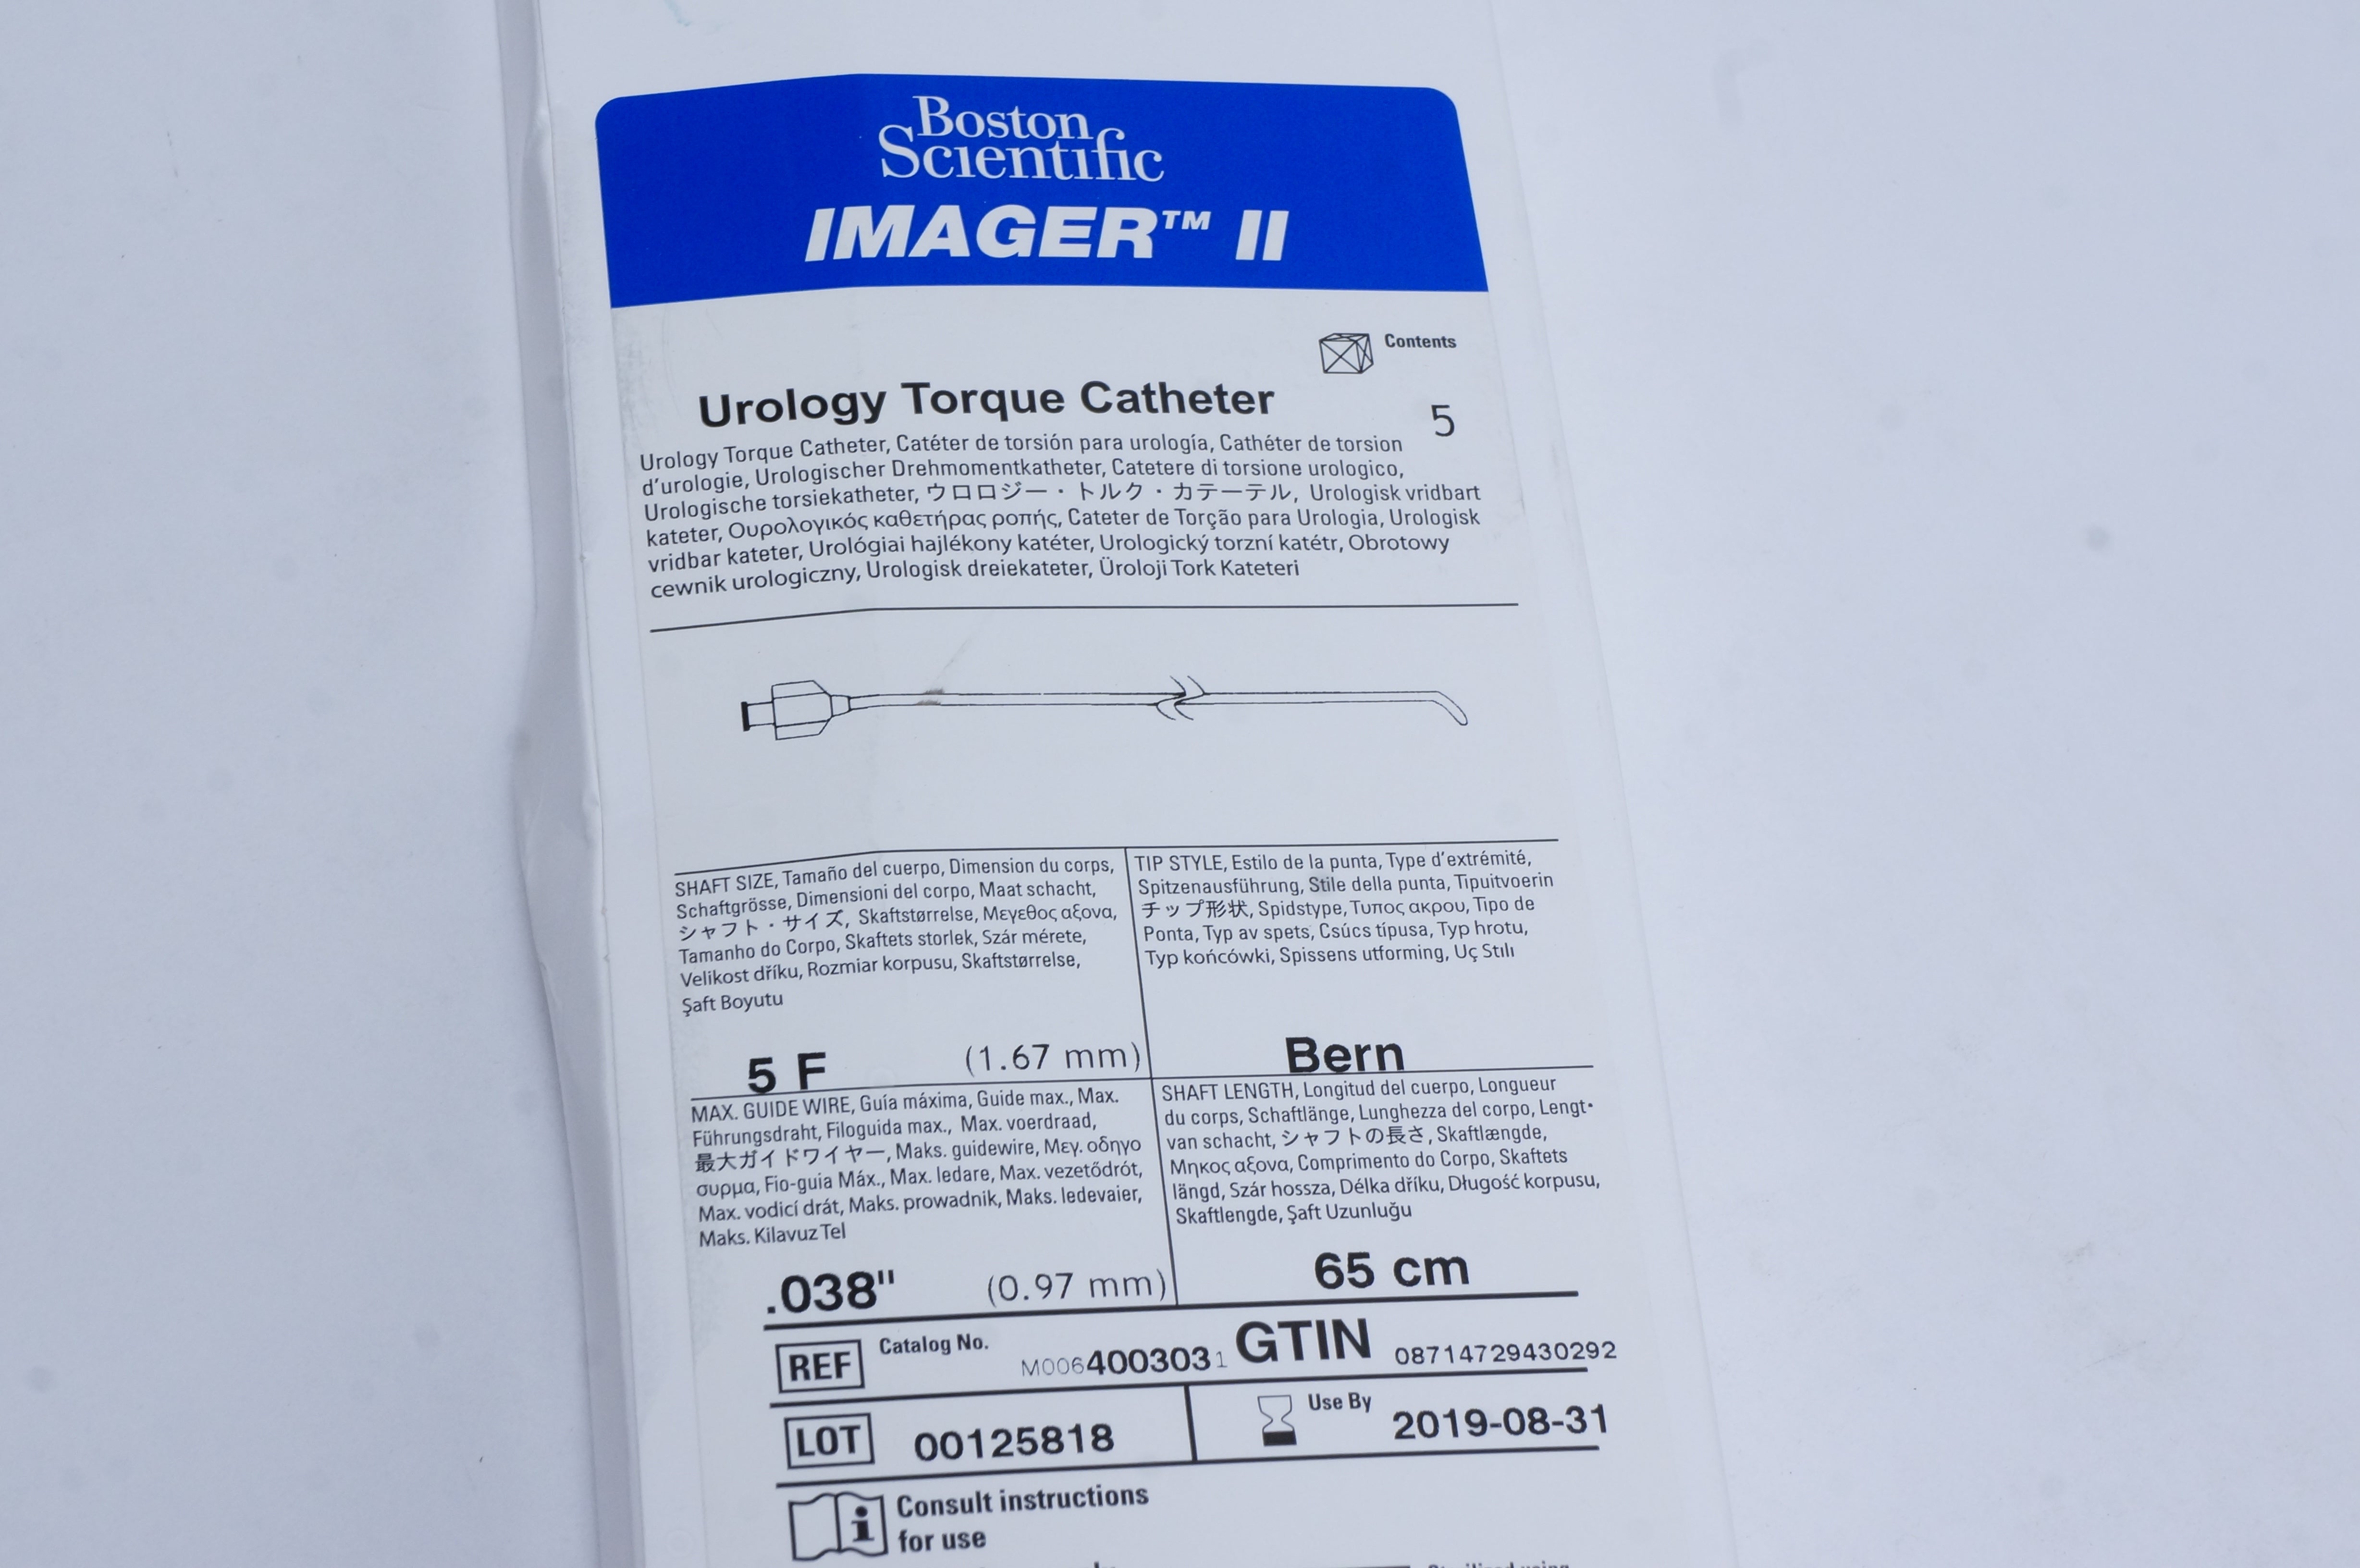 Boston
Scientific
IMAGER™ II
Contents
Urology Torque Catheter
5
Urology Torque Catheter, Catéter de torsión para urología, Cathéter de torsion
d'urologie, Urologischer Drehmomentkatheter, Catetere di torsione urologico,
Urologische torsiekatheter, ウロロジー・トルク・カテーテル, Urologisk vridbart
kateter, Ουρολογικός καθετήρας ροπής, Cateter de Torção para Urologia, Urologisk
vridbar kateter, Urológiai hajlékony katéter, Urologický torzní katétr, Obrotowy
cewnik urologiczny, Urologisk dreiekateter, Üroloji Tork Kateteri
SHAFT SIZE, Tamaño del cuerpo, Dimension du corps,
Schaftgrösse, Dimensioni del corpo, Maat schacht,
シャフト・サイズ, Skaftstørrelse, Μεγεθος αξονα,
Tamanho do Corpo, Skaftets storlek, Szár mérete,
Velikost dříku, Rozmiar korpusu, Skaftstørrelse,
Şaft Boyutu
5 F (1.67 mm)
TIP STYLE, Estilo de la punta, Type d'extrémité,
Spitzenausführung, Stile della punta, Tipuitvoerin
チップ形状, Spidstype, Τυπος ακρου, Tipo de
Ponta, Typ av spets, Csúcs típusa, Typ hrotu,
Typ końcówki, Spissens utforming, Uç Stılı
Bern
MAX. GUIDE WIRE, Guía máxima, Guide max., Max.
Führungsdraht, Filoguida max., Max. voerdraad,
最大ガイドワイヤー, Maks. guidewire, Μεγ. οδηγο
συρμα, Fio-guia Máx., Max. ledare, Max. vezetődrót,
Max. vodicí drát, Maks. prowadnik, Maks. ledevaier,
Maks. Kilavuz Tel
.038" (0.97 mm)
SHAFT LENGTH, Longitud del cuerpo, Longueur
du corps, Schaftlänge, Lunghezza del corpo, Lengt
van schacht, シャフトの長さ, Skaftlængde,
Μηκος αξονα, Comprimento do Corpo, Skaftets
längd, Szár hossza, Délka dříku, Długość korpusu,
Skaftlengde, Şaft Uzunluğu
65 cm
REF Catalog No. M0064003031 GTIN 08714729430292
LOT 00125818 Use By 2019-08-31
Consult instructions
for use